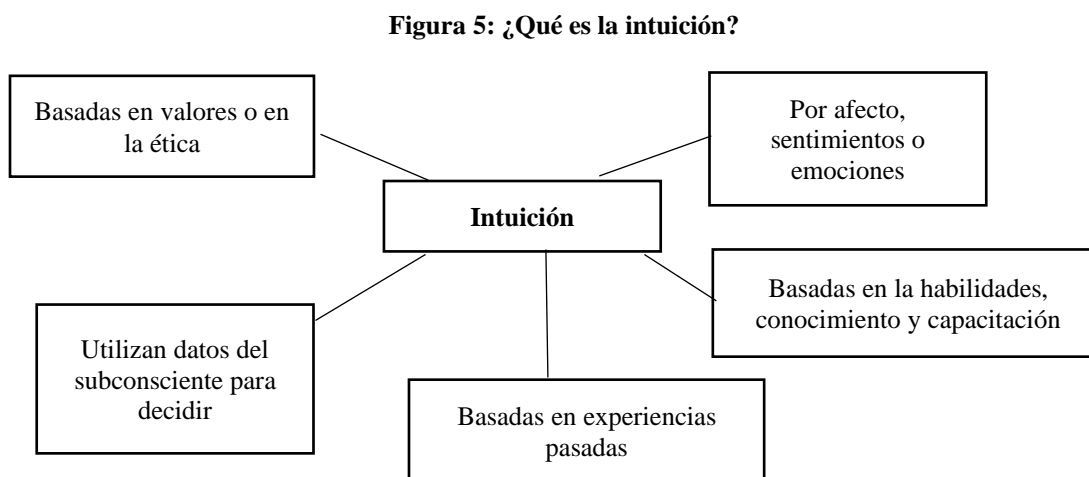 Figura 5: ¿Qué es la intuición?
Basadas en valores o en
la ética
Por afecto,
sentimientos o
emociones
Intuición
Basadas en la habilidades,
conocimiento y capacitación
Utilizan datos del
subconsciente para
decidir
Basadas en experiencias
pasadas